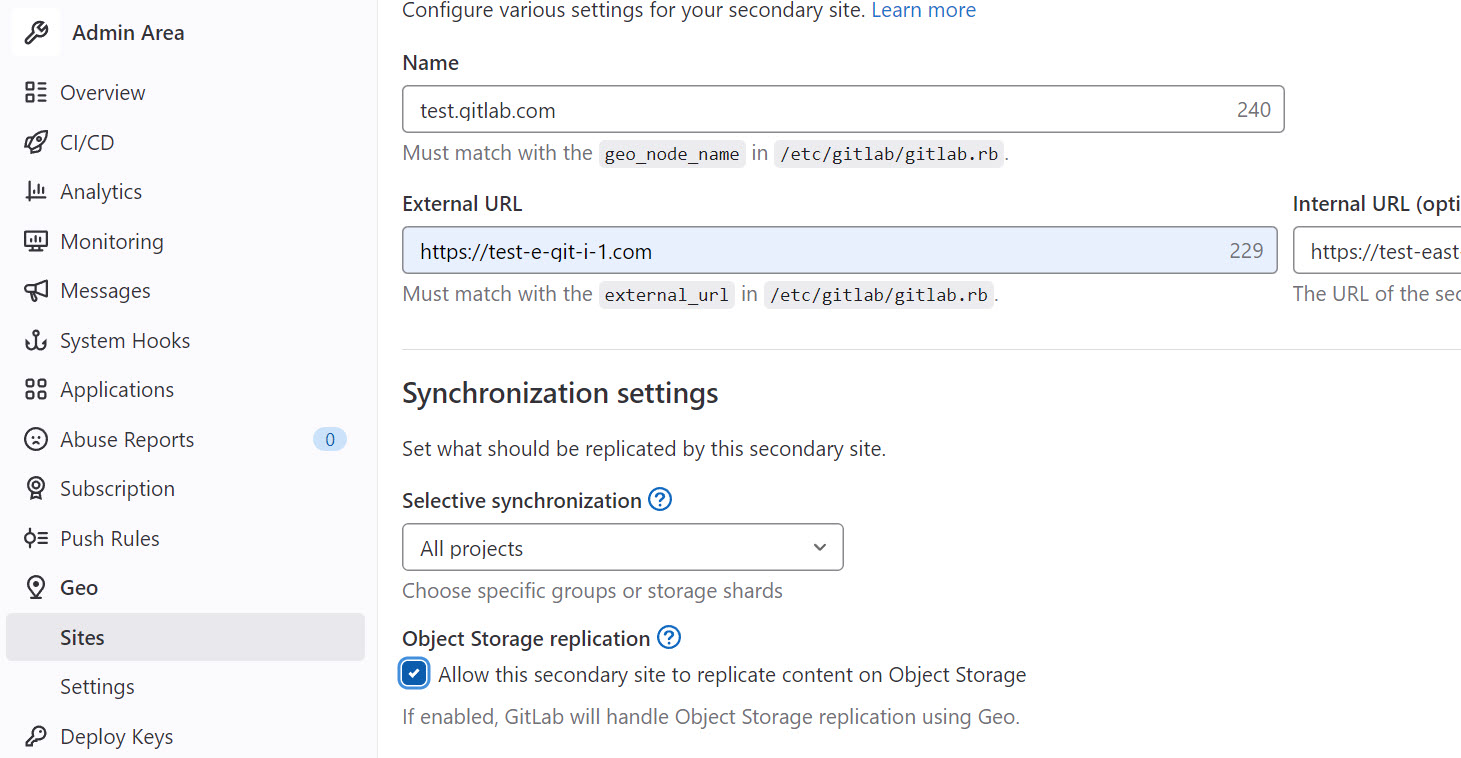 Admin Area
Overview
CI/CD
Analytics
Monitoring
Messages
System Hooks
Applications
Abuse Reports 0
Subscription
Push Rules
Geo
Sites
Settings
Deploy Keys
Configure various settings for your secondary site. Learn more
Name
test.gitlab.com 240
Must match with the geo_node_name in /etc/gitlab/gitlab.rb.
External URL
https://test-e-git-i-1.com 229
Must match with the external_url in /etc/gitlab/gitlab.rb.
Internal URL (opti
https://test-east-
The URL of the sec
Synchronization settings
Set what should be replicated by this secondary site.
Selective synchronization ?
All projects
Choose specific groups or storage shards
Object Storage replication ?
Allow this secondary site to replicate content on Object Storage
If enabled, GitLab will handle Object Storage replication using Geo.